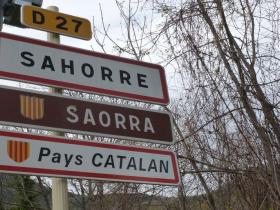 D 27
SAHORRE
SAORRA
Pays CATALAN